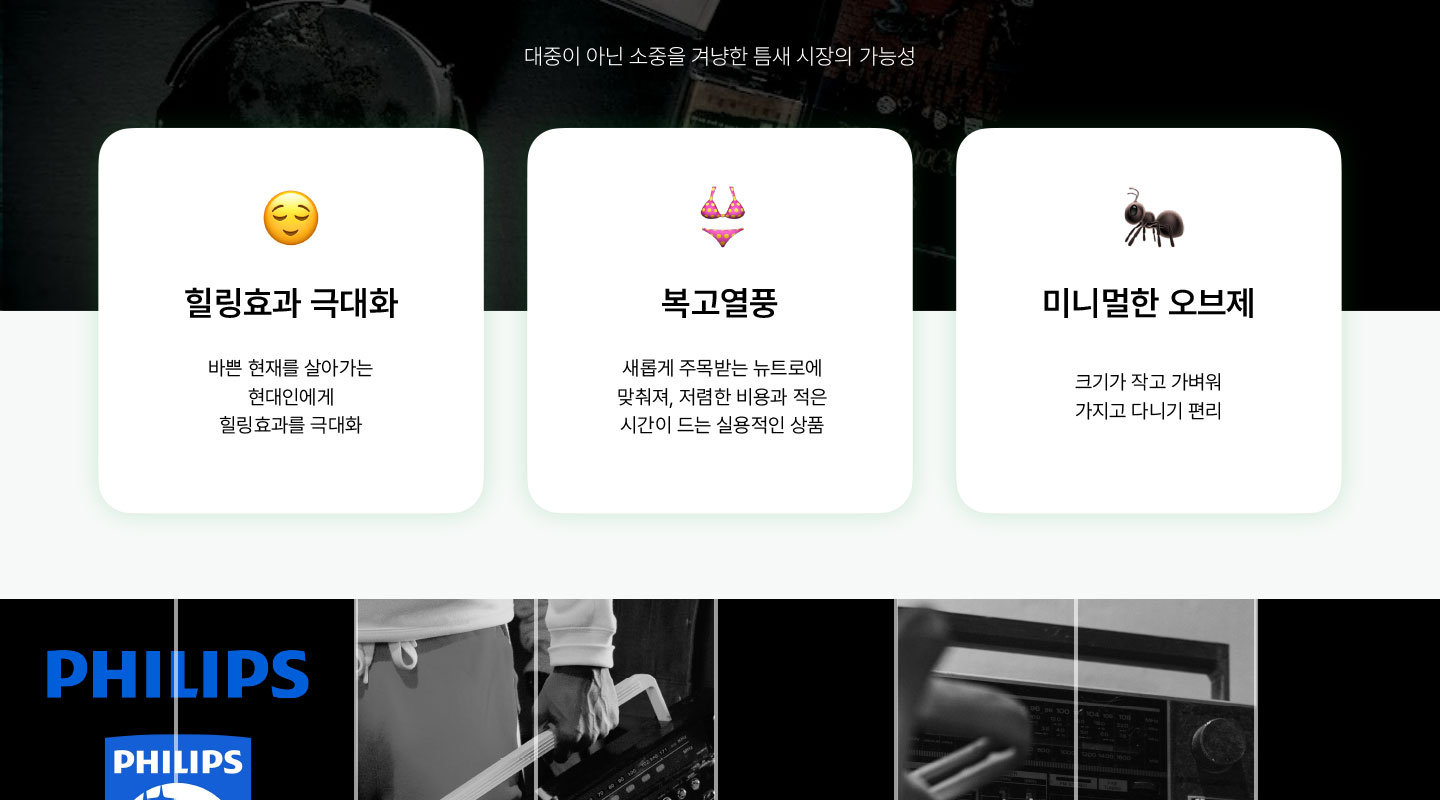 대중이 아닌 소중을 겨냥한 틈새 시장의 가능성
힐링효과 극대화
바쁜 현재를 살아가는
현대인에게
힐링효과를 극대화
복고열풍
새롭게 주목받는 뉴트로에
맞춰져, 저렴한 비용과 적은
시간이 드는 실용적인 상품
미니멀한 오브제
크기가 작고 가벼워
가지고 다니기 편리
PHILIPS
PHILIPS